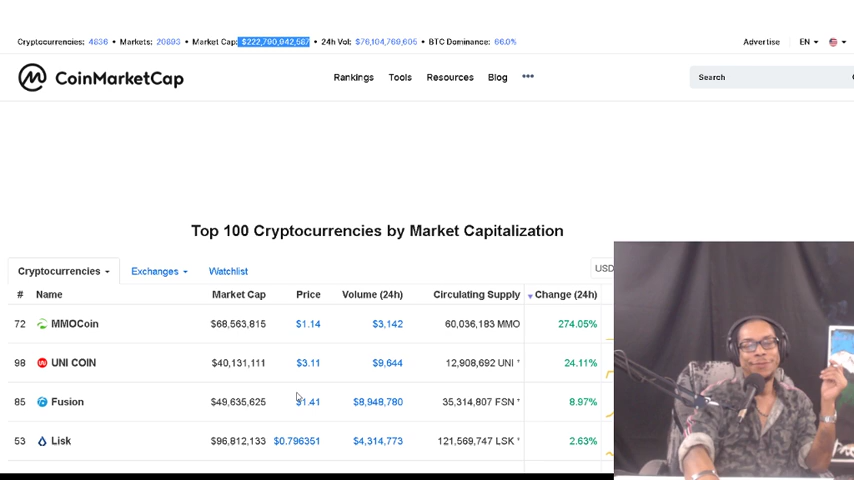 Cryptocurrencies: 4836 • Markets: 20893 • Market Cap: $222,790,042,587 • 24h Vol: $76,104,769,605 • BTC Dominance: 66.0% Advertise EN
CoinMarketCap Rankings Tools Resources Blog ••• Search
Top 100 Cryptocurrencies by Market Capitalization
Cryptocurrencies Exchanges Watchlist USD
# Name Market Cap Price Volume (24h) Circulating Supply Change (24h)
72 MMOCoin $68,563,815 $1.14 $3,142 60,036,183 MMO 274.05%
98 UNI COIN $40,131,111 $3.11 $9,644 12,908,692 UNI * 24.11%
85 Fusion $49,635,625 $1.41 $8,948,780 35,314,807 FSN * 8.97%
53 Lisk $96,812,133 $0.796351 $4,314,773 121,569,747 LSK * 2.63%